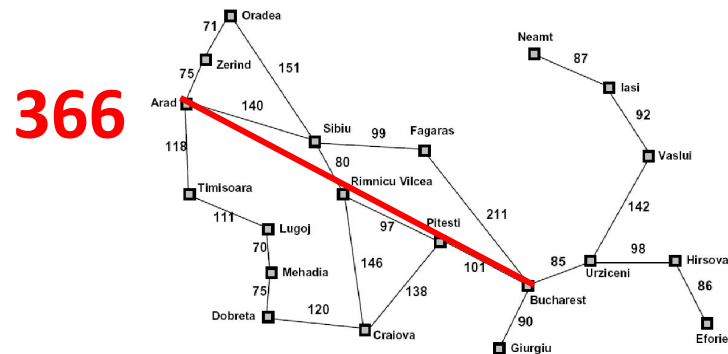 Oradea
71
Neamt
87
Zerind
151
75
Iasi
366
Arad
140
92
Sibiu
99
Fagaras
118
80
Vaslui
Timisoara
Rimnicu Vilcea
111
97
Pitesti
211
142
Lugoj
70
146
101
85
98
Hirsova
Mehadia
138
Urziceni
86
75
Bucharest
120
90
Dobreta
Craiova
Eforie
Giurgiu